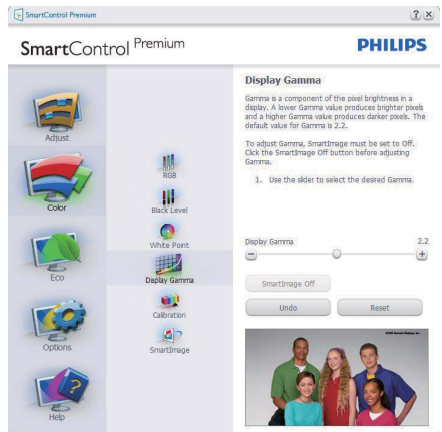 SmartControl Premium
? x
SmartControl Premium
PHILIPS
Adjust
Color
Eco
Options
Help
RGB
Black Level
White Point
Display Gamma
Calibration
SmartImage
Display Gamma
Gamma is a component of the pixel brightness in a
display. A lower Gamma value produces brighter pixels
and a higher Gamma value produces darker pixels. The
default value for Gamma is 2.2.
To adjust Gamma, SmartImage must be set to Off.
Click the SmartImage Off button before adjusting
Gamma.
1. Use the slider to select the desired Gamma.
Display Gamma 2.2
SmartImage Off
Undo Reset